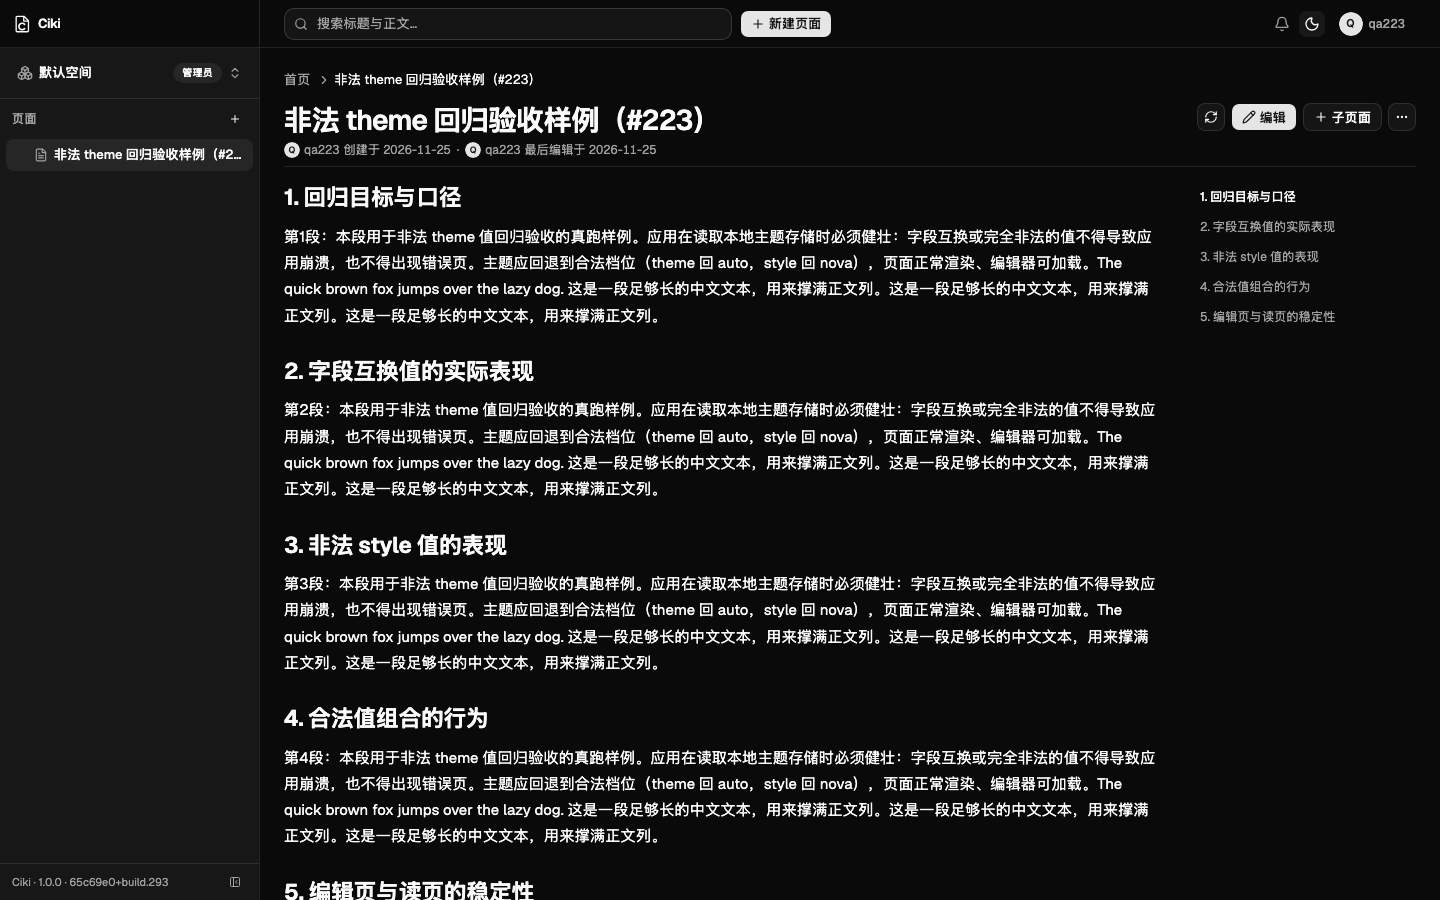 Ciki
搜索标题与正文...
新建页面
Q
qa223
默认空间
管理员
页面
非法 theme 回归验收样例（#2...
首页
非法 theme 回归验收样例（#223）
非法 theme 回归验收样例（#223）
编辑
子页面
Q qa223 创建于 2026-11-25 · Q qa223 最后编辑于 2026-11-25
1. 回归目标与口径
第1段：本段用于非法 theme 值回归验收的真跑样例。应用在读取本地主题存储时必须健壮：字段互换或完全非法的值不得导致应
用崩溃，也不得出现错误页。主题应回退到合法档位（theme 回 auto，style 回 nova），页面正常渲染、编辑器可加载。The
quick brown fox jumps over the lazy dog. 这是一段足够长的中文文本，用来撑满正文列。这是一段足够长的中文文本，用来撑满
正文列。这是一段足够长的中文文本，用来撑满正文列。
2. 字段互换值的实际表现
第2段：本段用于非法 theme 值回归验收的真跑样例。应用在读取本地主题存储时必须健壮：字段互换或完全非法的值不得导致应
用崩溃，也不得出现错误页。主题应回退到合法档位（theme 回 auto，style 回 nova），页面正常渲染、编辑器可加载。The
quick brown fox jumps over the lazy dog. 这是一段足够长的中文文本，用来撑满正文列。这是一段足够长的中文文本，用来撑满
正文列。这是一段足够长的中文文本，用来撑满正文列。
3. 非法 style 值的表现
第3段：本段用于非法 theme 值回归验收的真跑样例。应用在读取本地主题存储时必须健壮：字段互换或完全非法的值不得导致应
用崩溃，也不得出现错误页。主题应回退到合法档位（theme 回 auto，style 回 nova），页面正常渲染、编辑器可加载。The
quick brown fox jumps over the lazy dog. 这是一段足够长的中文文本，用来撑满正文列。这是一段足够长的中文文本，用来撑满
正文列。这是一段足够长的中文文本，用来撑满正文列。
4. 合法值组合的行为
第4段：本段用于非法 theme 值回归验收的真跑样例。应用在读取本地主题存储时必须健壮：字段互换或完全非法的值不得导致应
用崩溃，也不得出现错误页。主题应回退到合法档位（theme 回 auto，style 回 nova），页面正常渲染、编辑器可加载。The
quick brown fox jumps over the lazy dog. 这是一段足够长的中文文本，用来撑满正文列。这是一段足够长的中文文本，用来撑满
正文列。这是一段足够长的中文文本，用来撑满正文列。
5. 编辑页与读页的稳定性
1. 回归目标与口径
2. 字段互换值的实际表现
3. 非法 style 值的表现
4. 合法值组合的行为
5. 编辑页与读页的稳定性
Ciki · 1.0.0 · 65c69e0+build.293